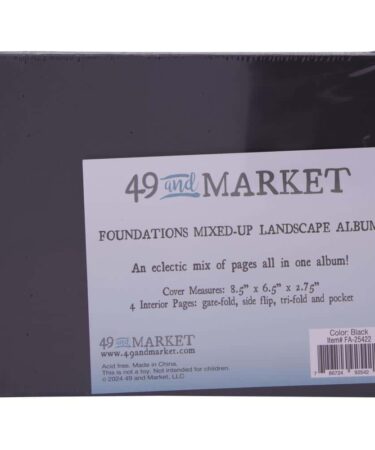 49 and MARKET
FOUNDATIONS MIXED-UP LANDSCAPE ALBUM
An eclectic mix of pages all in one album!
Cover Measures: 8.5" x 6.5" x 2.75"
4 Interior Pages: gate-fold, side flip, tri-fold and pocket
49 and MARKET
www.49andmarket.com
Acid free. Made in China.
This is not a toy. Not intended for children.
© 2024 49 and Market, LLC
Color: Black
Item# FA-25422